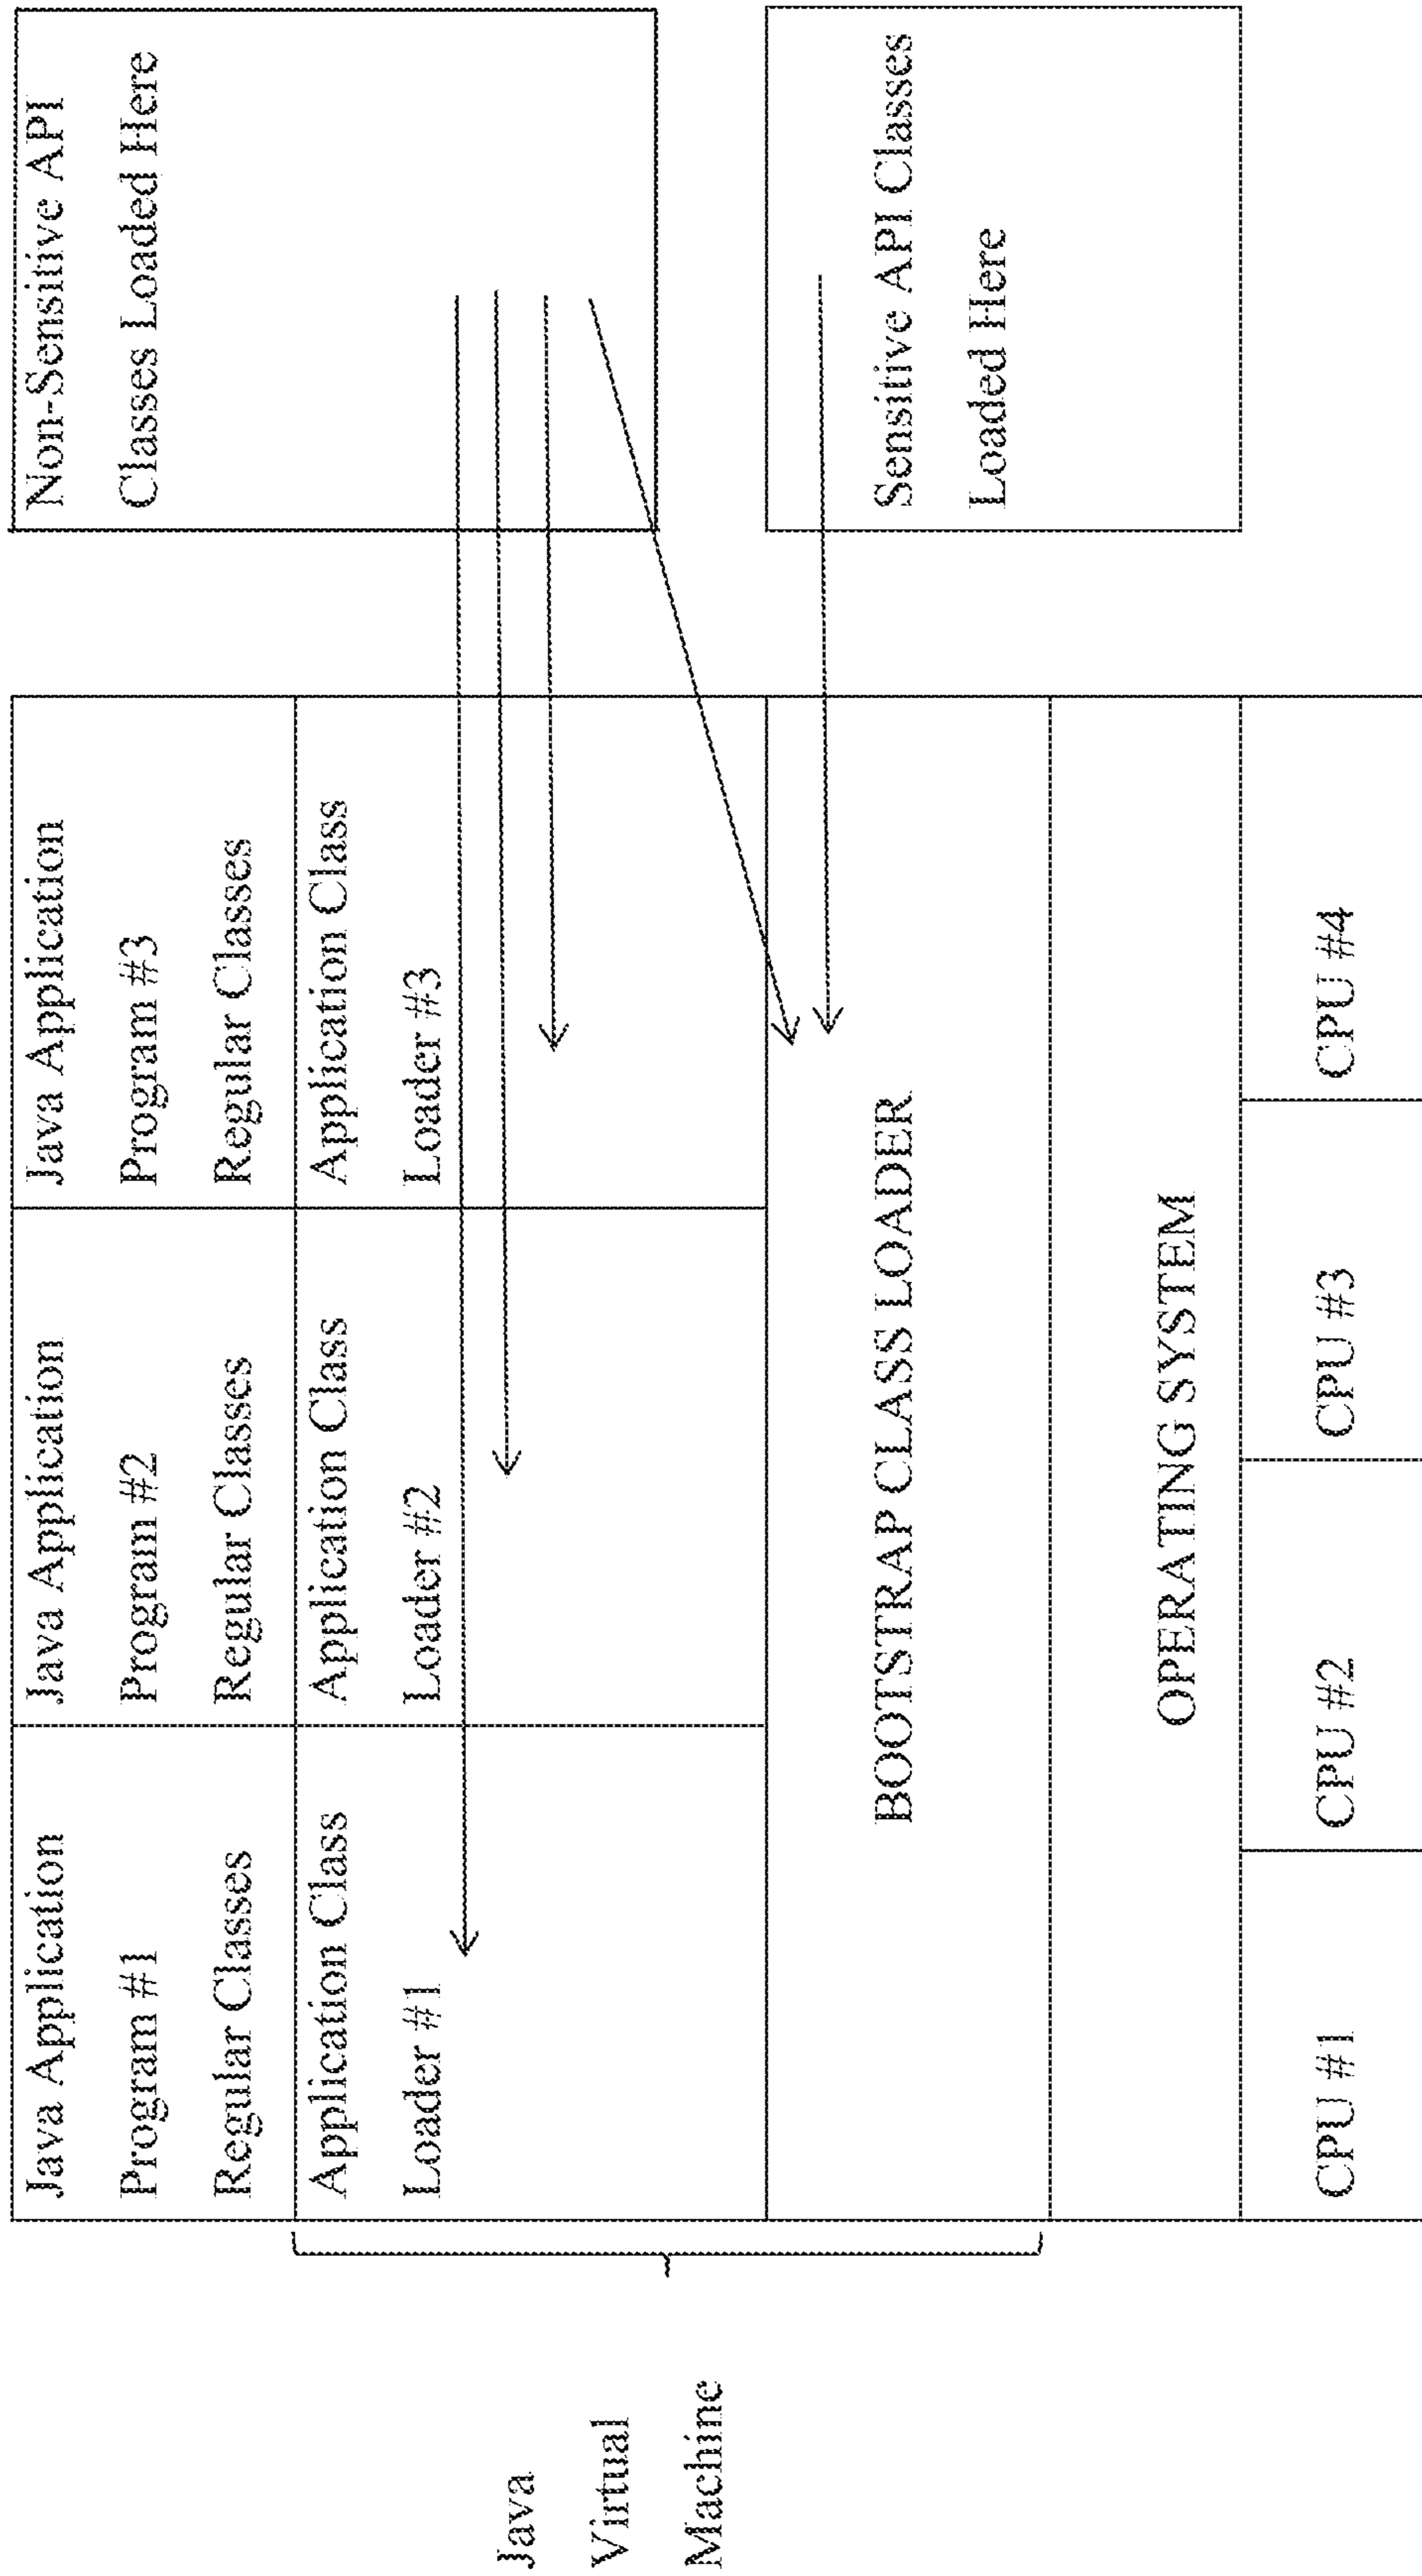 Java Application
Program #1
Regular Classes
Java Application
Program #2
Regular Classes
Java Application
Program #3
Regular Classes
Non-Sensitive API
Classes Loaded Here
Java
Virtual
Machine
Application Class
Loader #1
Application Class
Loader #2
Application Class
Loader #3
BOOTSTRAP CLASS LOADER
Sensitive API Classes
Loaded Here
OPERATING SYSTEM
CPU #1
CPU #2
CPU #3
CPU #4